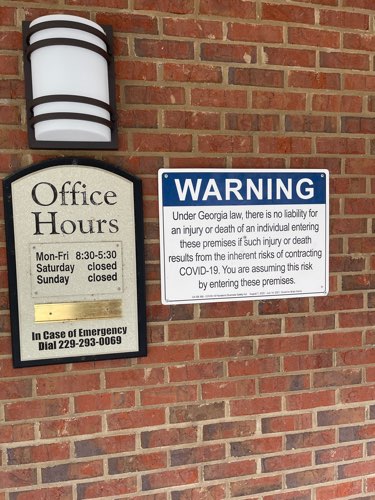 Office
Hours
Mon-Fri 8:30-5:30
Saturday closed
Sunday closed
In Case of Emergency
Dial 229-293-0069
WARNING
Under Georgia law, there is no liability for
an injury or death of an individual entering
these premises if such injury or death
results from the inherent risks of contracting
COVID-19. You are assuming this risk
by entering these premises.